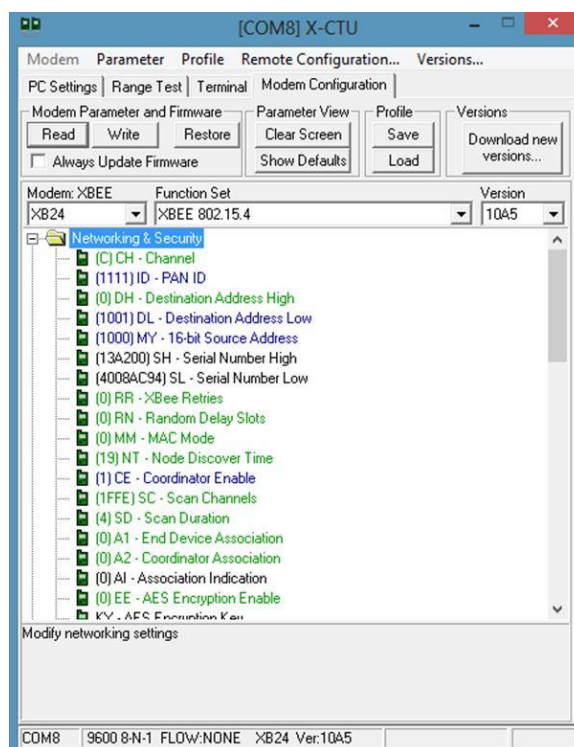 [COM8] X-CTU
Modem Parameter Profile Remote Configuration... Versions...
PC Settings Range Test Terminal Modem Configuration
Modem Parameter and Firmware Parameter View Profile Versions
Read Write Restore Clear Screen Save Download new versions...
Always Update Firmware Show Defaults Load
Modem: XBEE Function Set Version
XB24 XBEE 802.15.4 10A5
Networking & Security
(C) CH - Channel
(1111) ID - PAN ID
(0) DH - Destination Address High
(1001) DL - Destination Address Low
(1000) MY - 16-bit Source Address
(13A200) SH - Serial Number High
(4008AC94) SL - Serial Number Low
(0) RR - XBee Retries
(0) RN - Random Delay Slots
(0) MM - MAC Mode
(19) NT - Node Discover Time
(1) CE - Coordinator Enable
(1FFE) SC - Scan Channels
(4) SD - Scan Duration
(0) A1 - End Device Association
(0) A2 - Coordinator Association
(0) AI - Association Indication
(0) EE - AES Encryption Enable
KY - AES Encryption Key
Modify networking settings
COM8 9600 8-N-1 FLOW:NONE XB24 Ver:10A5